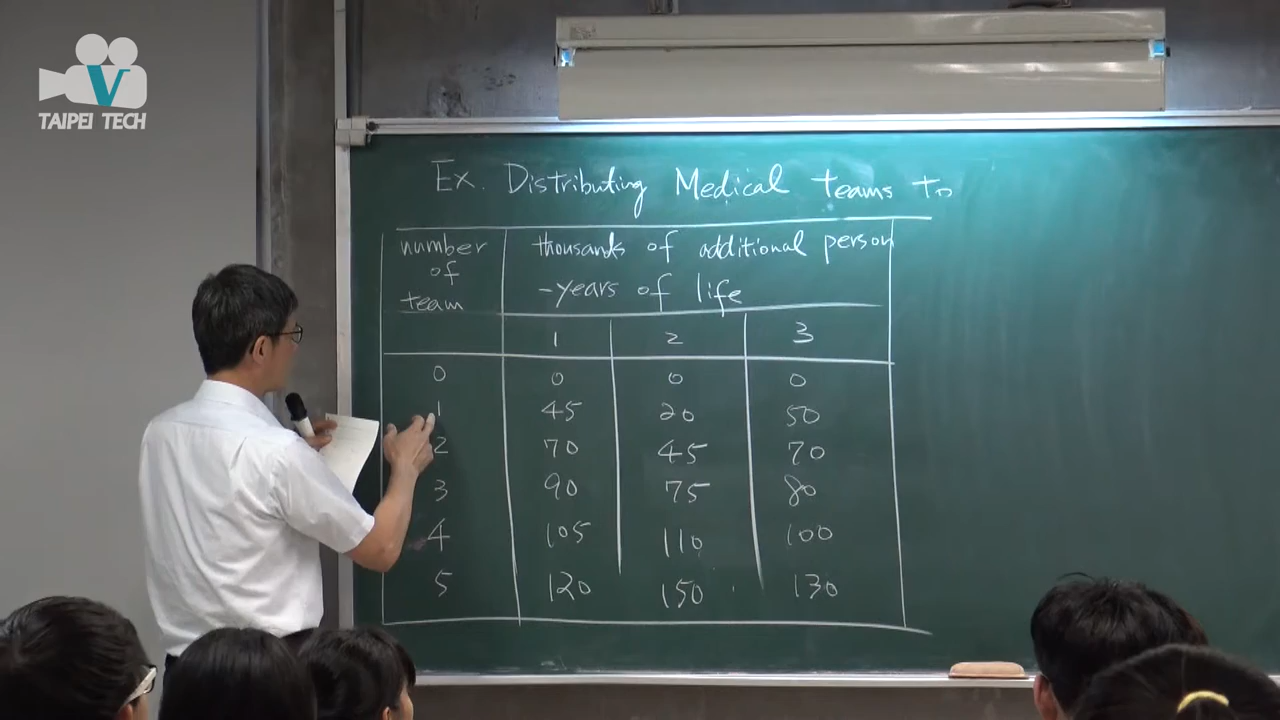 V
TAIPEI TECH
Ex. Distributing Medical teams to
number of team thousands of additional person -years of life
1 2 3
0 0 0 0
1 45 20 50
2 70 45 70
3 90 75 80
4 105 110 100
5 120 150 130